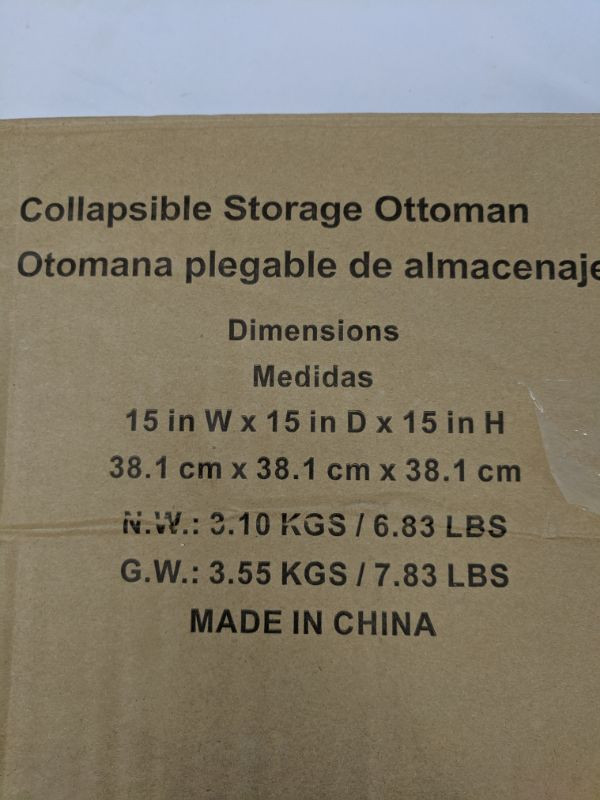 Collapsible Storage Ottoman
Otomana plegable de almacenaje
Dimensions
Medidas
15 in W x 15 in D x 15 in H
38.1 cm x 38.1 cm x 38.1 cm
N.W.: 3.10 KGS / 6.83 LBS
G.W.: 3.55 KGS / 7.83 LBS
MADE IN CHINA